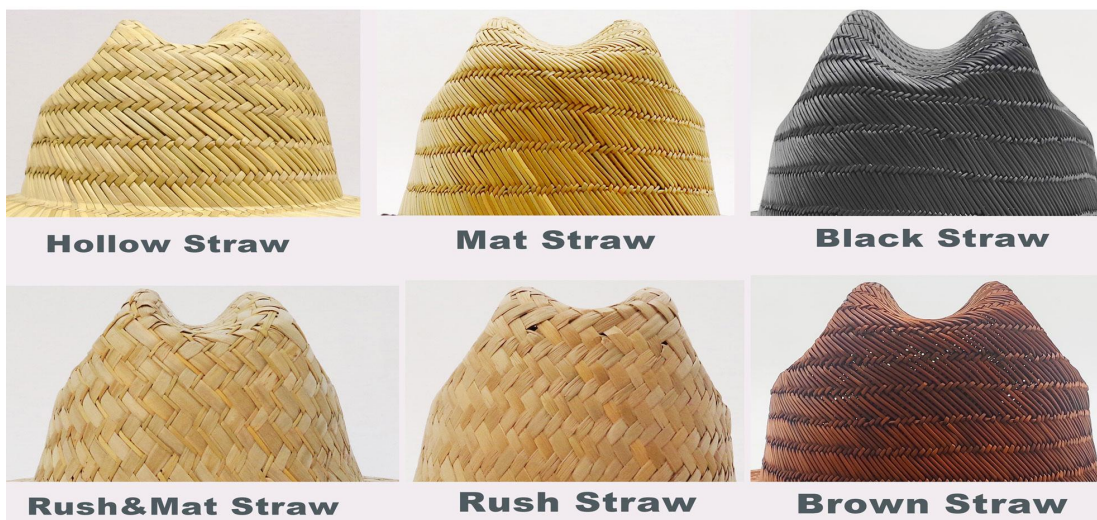 Hollow Straw
Mat Straw
Black Straw
Rush&Mat Straw
Rush Straw
Brown Straw